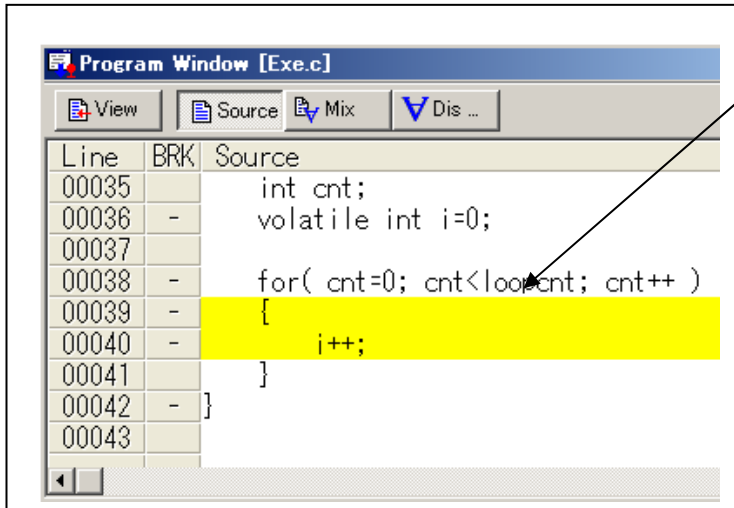 Program Window [Exe.c]
View Source Mix Dis ...
Line BRK Source
00035 int cnt;
00036 - volatile int i=0;
00037
00038 - for( cnt=0; cnt<loopcnt; cnt++ )
00039 - {
00040 - i++;
00041 }
00042 - }
00043